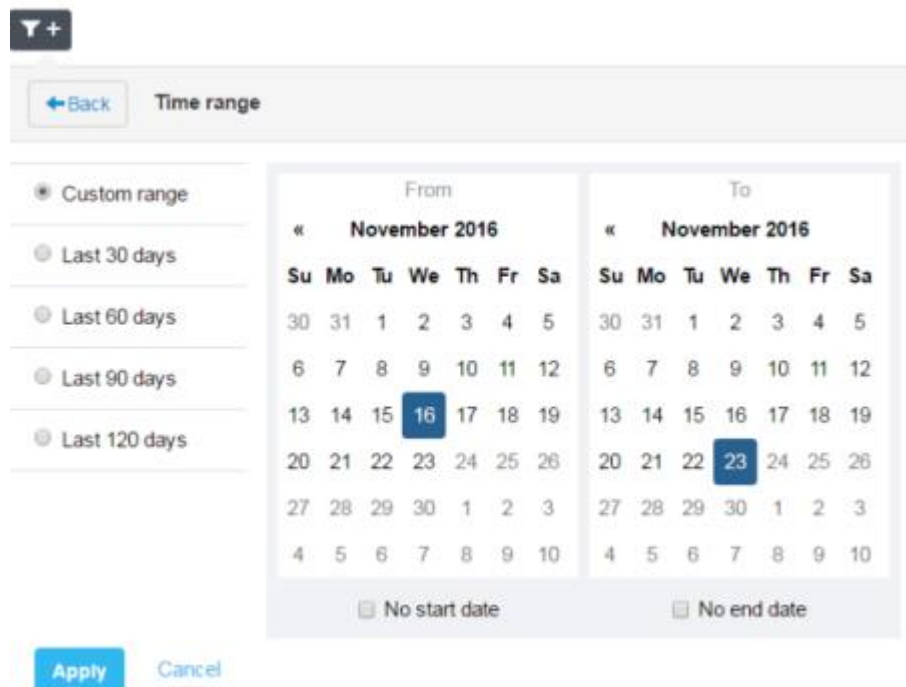 +
Back Time range
Custom range
Last 30 days
Last 60 days
Last 90 days
Last 120 days
From
« November 2016
Su Mo Tu We Th Fr Sa
30 31 1 2 3 4 5
6 7 8 9 10 11 12
13 14 15 16 17 18 19
20 21 22 23 24 25 26
27 28 29 30 1 2 3
4 5 6 7 8 9 10
No start date
To
« November 2016
Su Mo Tu We Th Fr Sa
30 31 1 2 3 4 5
6 7 8 9 10 11 12
13 14 15 16 17 18 19
20 21 22 23 24 25 26
27 28 29 30 1 2 3
4 5 6 7 8 9 10
No end date
Apply Cancel